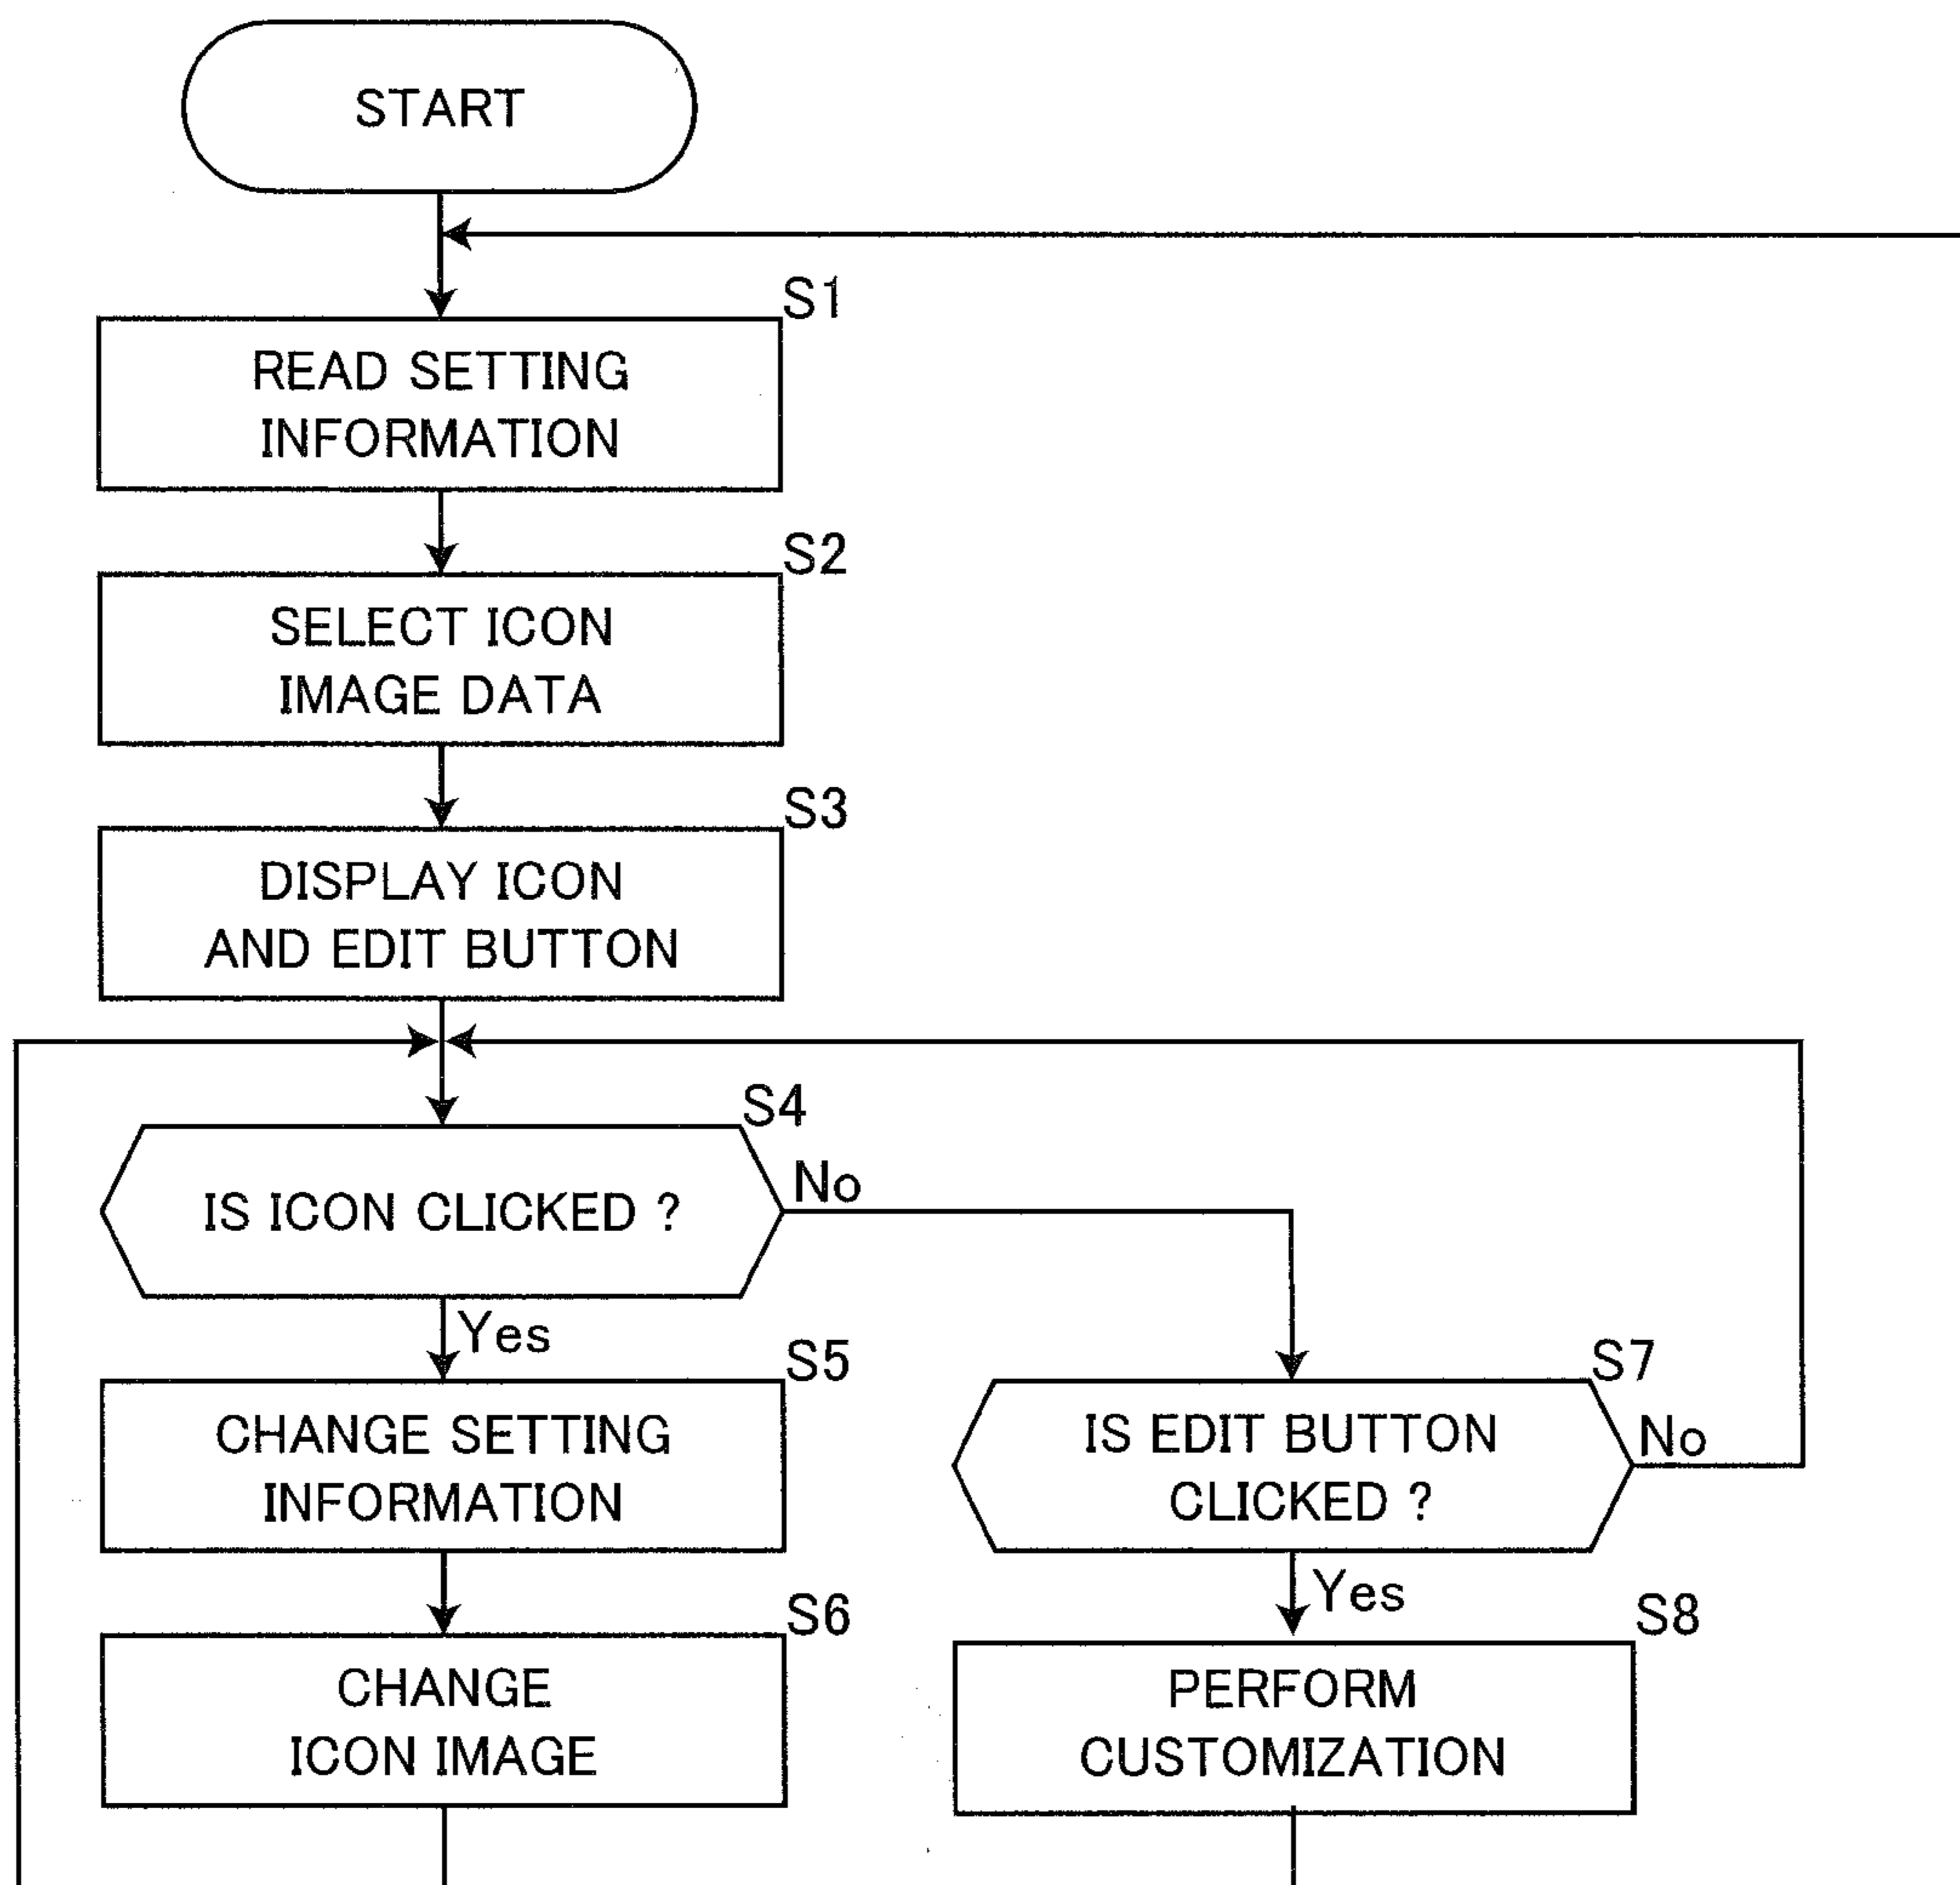 START
S1
READ SETTING
INFORMATION
S2
SELECT ICON
IMAGE DATA
S3
DISPLAY ICON
AND EDIT BUTTON
S4
IS ICON CLICKED ?
No
Yes
S5
CHANGE SETTING
INFORMATION
S6
CHANGE
ICON IMAGE
S7
IS EDIT BUTTON
CLICKED ?
No
Yes
S8
PERFORM
CUSTOMIZATION